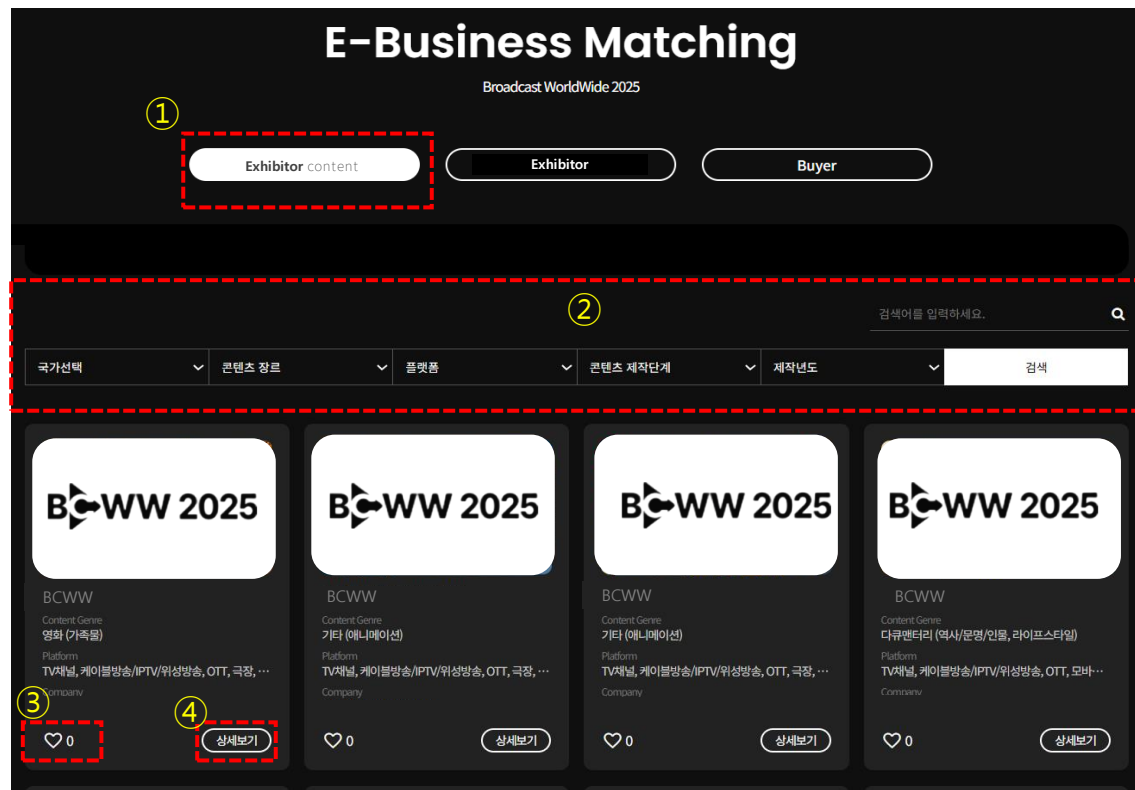 E-Business Matching
Broadcast WorldWide 2025
①
Exhibitor content
Exhibitor
Buyer
②
검색어를 입력하세요.
국가선택
콘텐츠 장르
플랫폼
콘텐츠 제작단계
제작년도
검색
BCWW 2025
BCWW 2025
BCWW 2025
BCWW 2025
BCWW
Content Genre
영화 (가족물)
Platform
TV채널, 케이블방송/IPTV/위성방송, OTT, 극장, ···
Company
③
0
④
상세보기
BCWW
Content Genre
기타 (애니메이션)
Platform
TV채널, 케이블방송/IPTV/위성방송, OTT, 극장, ···
Company
0
상세보기
BCWW
Content Genre
기타 (애니메이션)
Platform
TV채널, 케이블방송/IPTV/위성방송, OTT, 극장, ···
Company
0
상세보기
BCWW
Content Genre
다큐맨터리 (역사/문명/인물, 라이프스타일)
Platform
TV채널, 케이블방송/IPTV/위성방송, OTT, 모바···
Company
0
상세보기